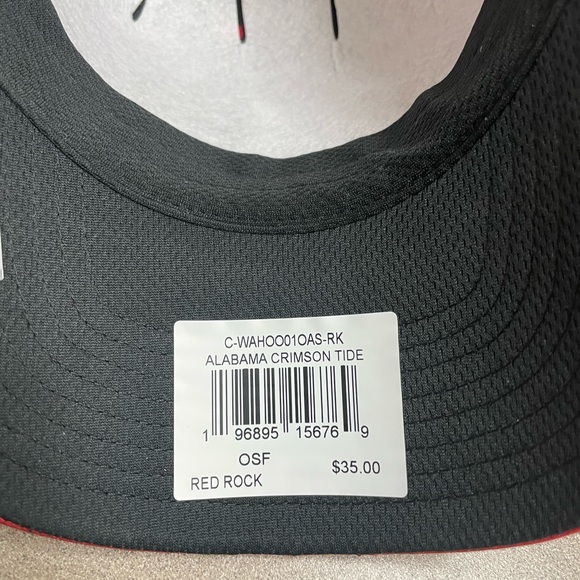 C-WAHOO01OAS-RK
ALABAMA CRIMSON TIDE
1 96895 15676 9
OSF
RED ROCK $35.00